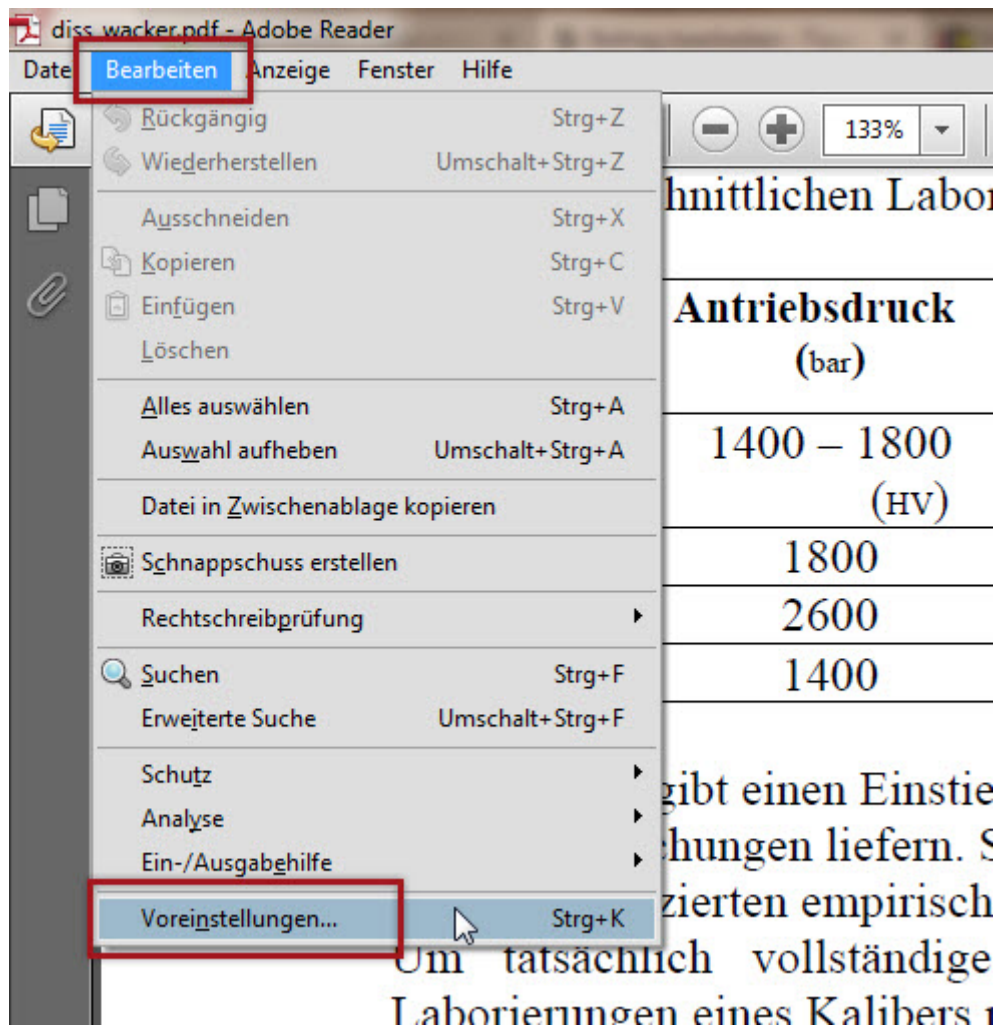 diss_wacker.pdf - Adobe Reader
Datei Bearbeiten Anzeige Fenster Hilfe
133%
Rückgängig Strg+Z
Wiederherstellen Umschalt+Strg+Z
Ausschneiden Strg+X
Kopieren Strg+C
Einfügen Strg+V
Löschen
Alles auswählen Strg+A
Auswahl aufheben Umschalt+Strg+A
Datei in Zwischenablage kopieren
Schnappschuss erstellen
Rechtschreibprüfung
Suchen Strg+F
Erweiterte Suche Umschalt+Strg+F
Schutz
Analyse
Ein-/Ausgabehilfe
Voreinstellungen... Strg+K
hnittlichen Labor
Antriebsdruck
(bar)
1400 – 1800
(HV)
1800
2600
1400
gibt einen Einstie
chungen liefern. S
zierten empirisch
Um tatsächlich vollständige
Laborierungen eines Kalibers